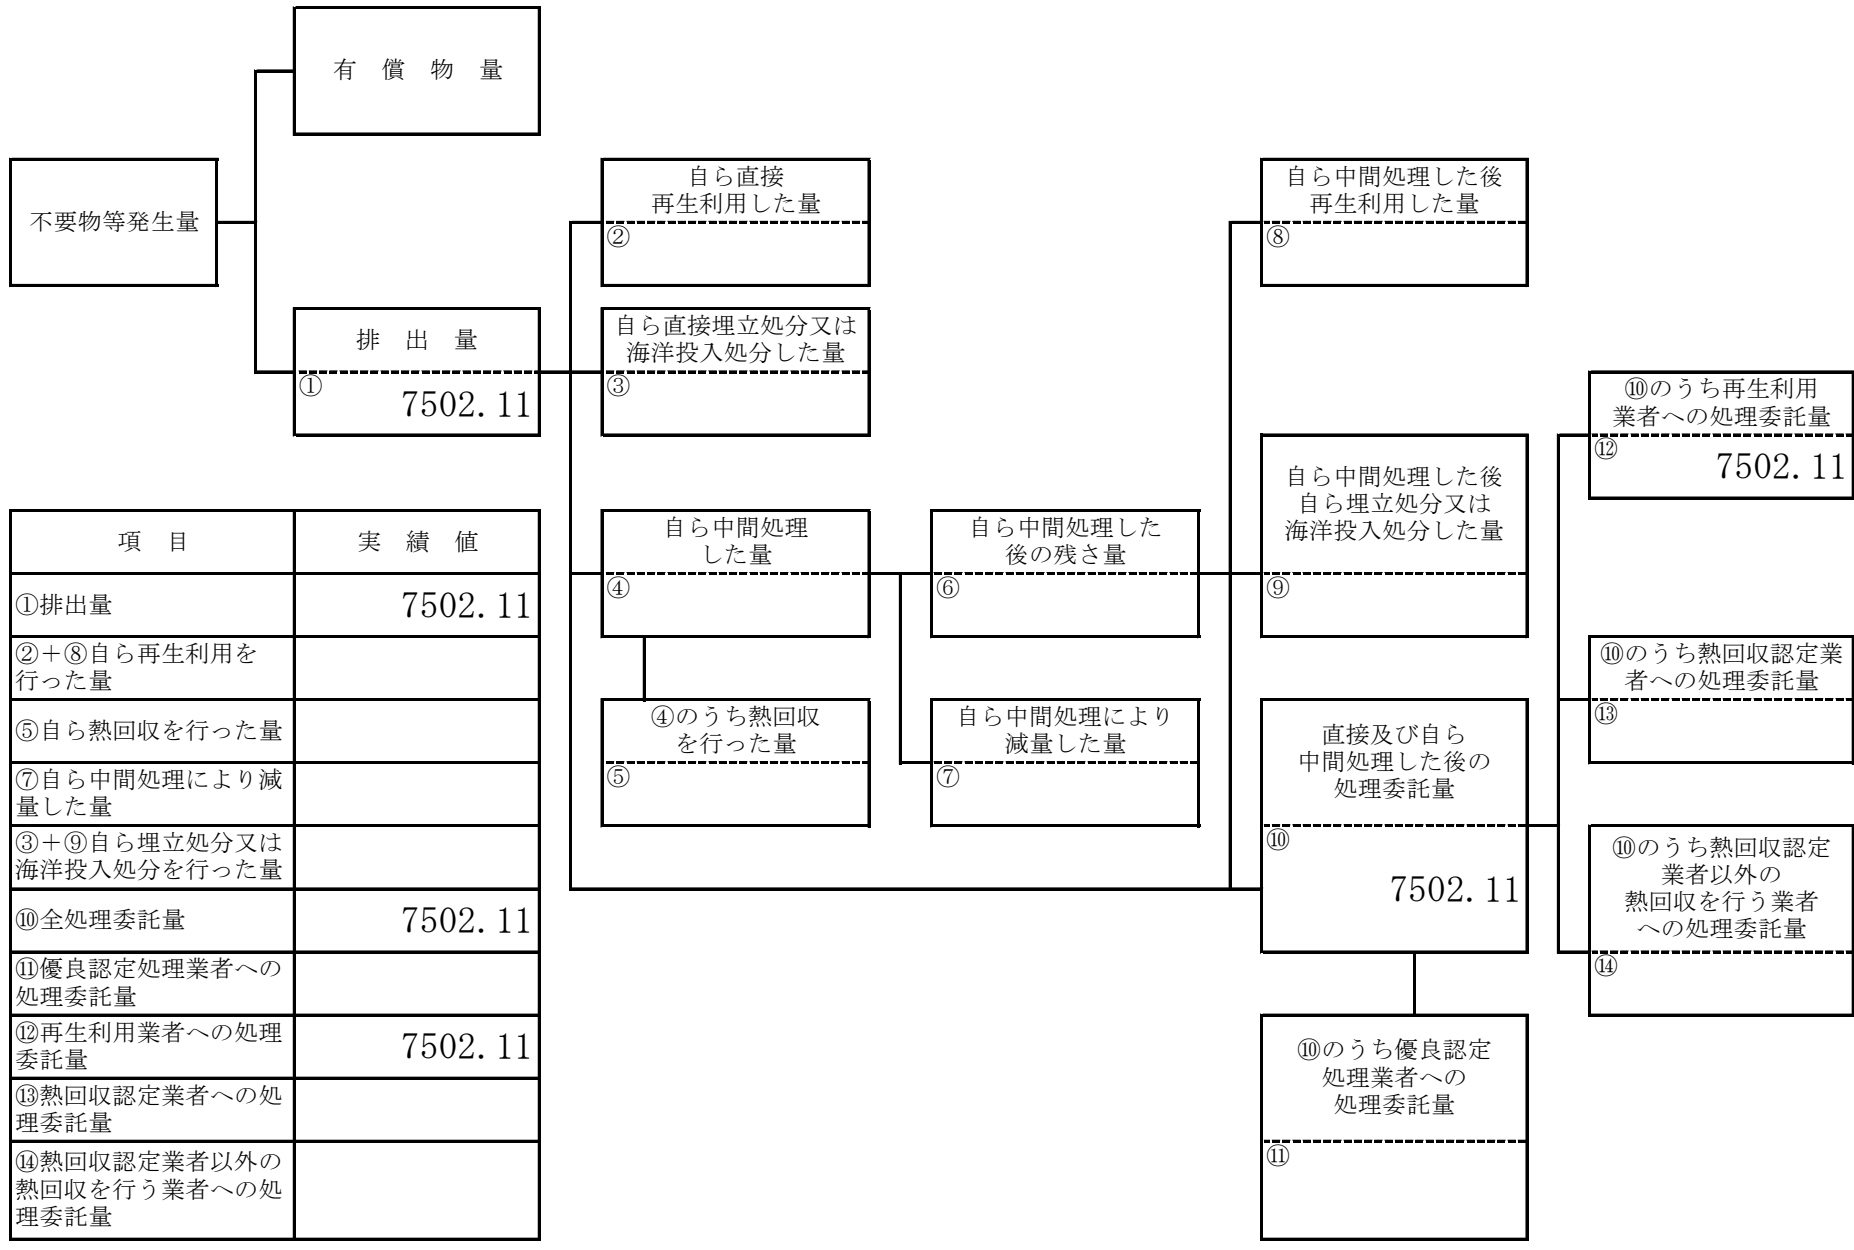 有　償　物　量
不要物等発生量
排　出　量
①
7502.11
自ら直接
再生利用した量
②
自ら直接埋立処分又は
海洋投入処分した量
③
自ら中間処理
した量
④
④のうち熱回収
を行った量
⑤
自ら中間処理した
後の残さ量
⑥
自ら中間処理により
減量した量
⑦
自ら中間処理した後
再生利用した量
⑧
自ら中間処理した後
自ら埋立処分又は
海洋投入処分した量
⑨
直接及び自ら
中間処理した後の
処理委託量
⑩
7502.11
⑩のうち優良認定
処理業者への
処理委託量
⑪
⑩のうち再生利用
業者への処理委託量
⑫
7502.11
⑩のうち熱回収認定業
者への処理委託量
⑬
⑩のうち熱回収認定
業者以外の
熱回収を行う業者
への処理委託量
⑭
項　目　実　績　値
①排出量　7502.11
②＋⑧自ら再生利用を
行った量
⑤自ら熱回収を行った量
⑦自ら中間処理により減
量した量
③＋⑨自ら埋立処分又は
海洋投入処分を行った量
⑩全処理委託量　7502.11
⑪優良認定処理業者への
処理委託量
⑫再生利用業者への処理
委託量　7502.11
⑬熱回収認定業者への処
理委託量
⑭熱回収認定業者以外の
熱回収を行う業者への処
理委託量